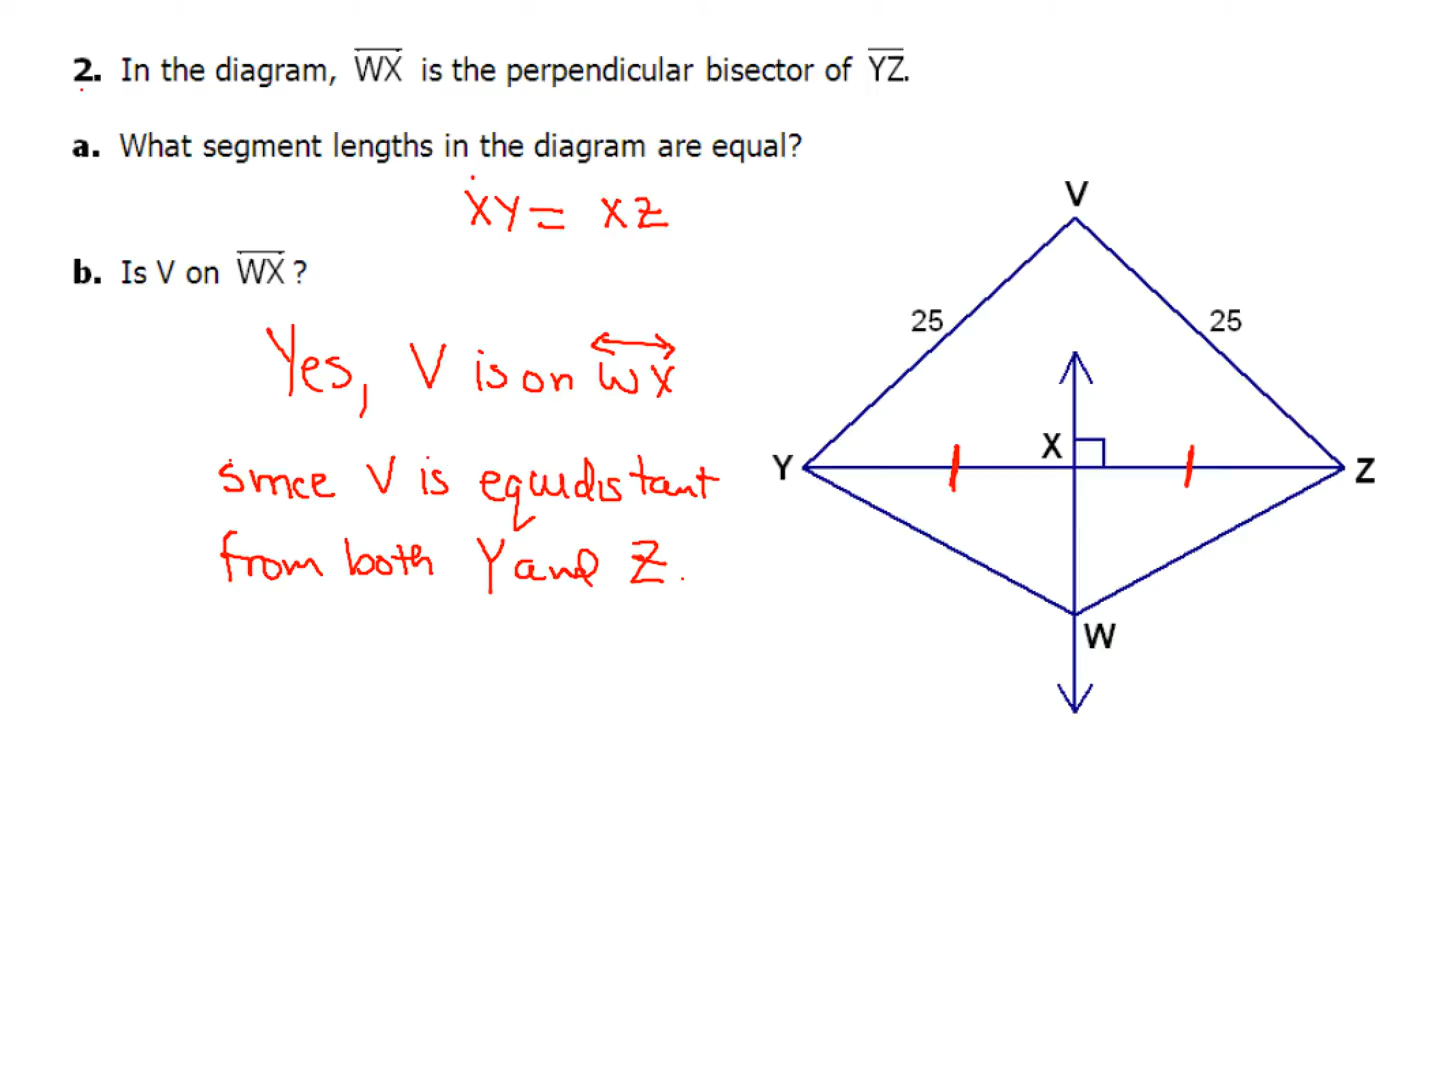 2. In the diagram, WX is the perpendicular bisector of YZ.
a. What segment lengths in the diagram are equal?
XY = XZ
b. Is V on WX ?
Yes, V is on WX
since V is equidistant
from both Y and Z.
V
25
25
X
Y
Z
W